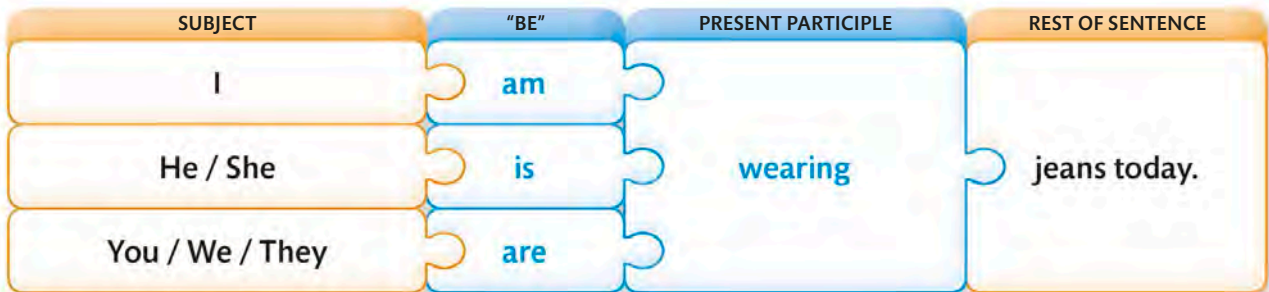 SUBJECT "BE" PRESENT PARTICIPLE REST OF SENTENCE
I am
He / She is wearing jeans today.
You / We / They are